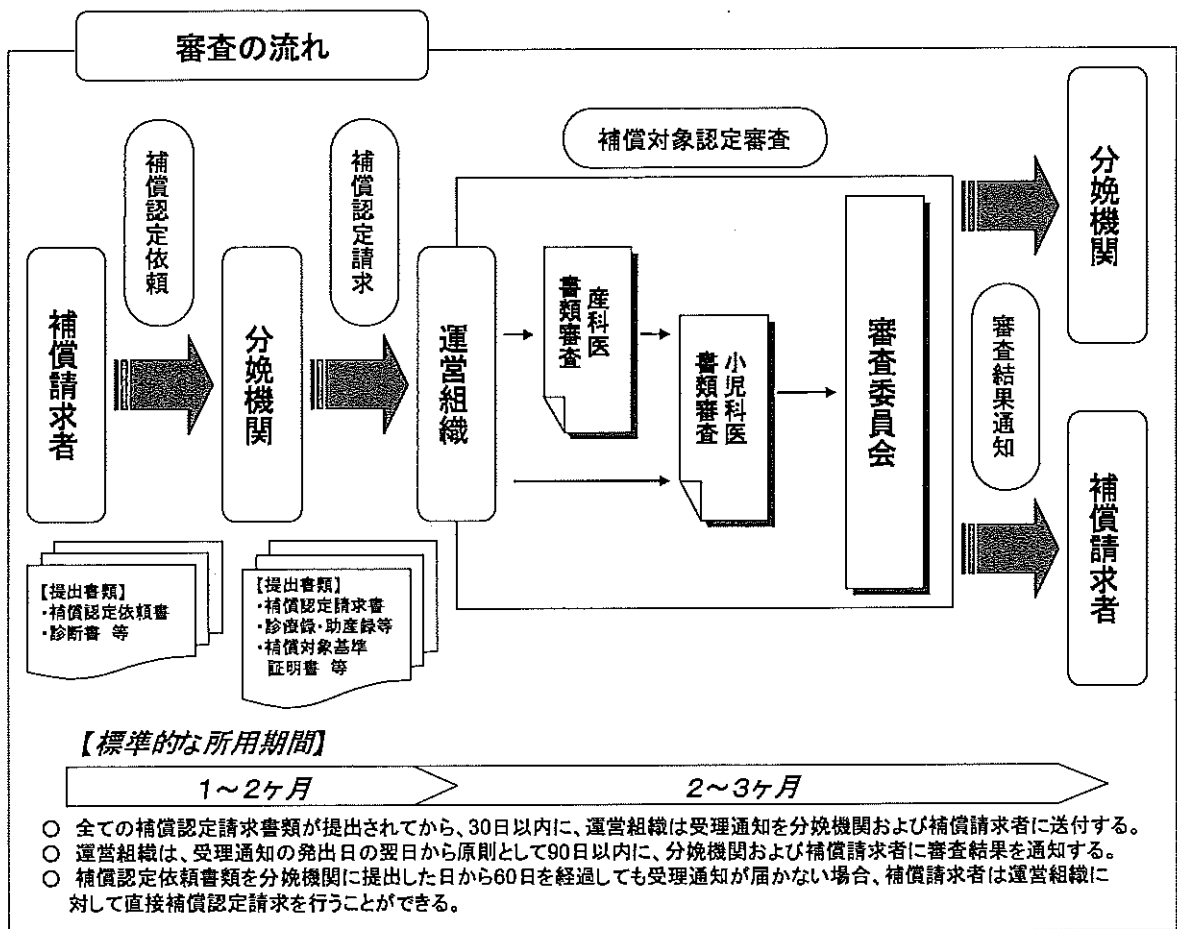 審査の流れ
補償対象認定審査
補償認定依頼
補償認定請求
補償請求者
分娩機関
運営組織
産科医
書類審査
小児科医
書類審査
審査委員会
審査結果通知
分娩機関
補償請求者
【提出書類】
・補償認定依頼書
・診断書 等
【提出書類】
・補償認定請求書
・診療録・助産録等
・補償対象基準
証明書 等
【標準的な所用期間】
1~2ヶ月
2~3ヶ月
○ 全ての補償認定請求書類が提出されてから、30日以内に、運営組織は受理通知を分娩機関および補償請求者に送付する。
○ 運営組織は、受理通知の発出日の翌日から原則として90日以内に、分娩機関および補償請求者に審査結果を通知する。
○ 補償認定依頼書類を分娩機関に提出した日から60日を経過しても受理通知が届かない場合、補償請求者は運営組織に
対して直接補償認定請求を行うことができる。